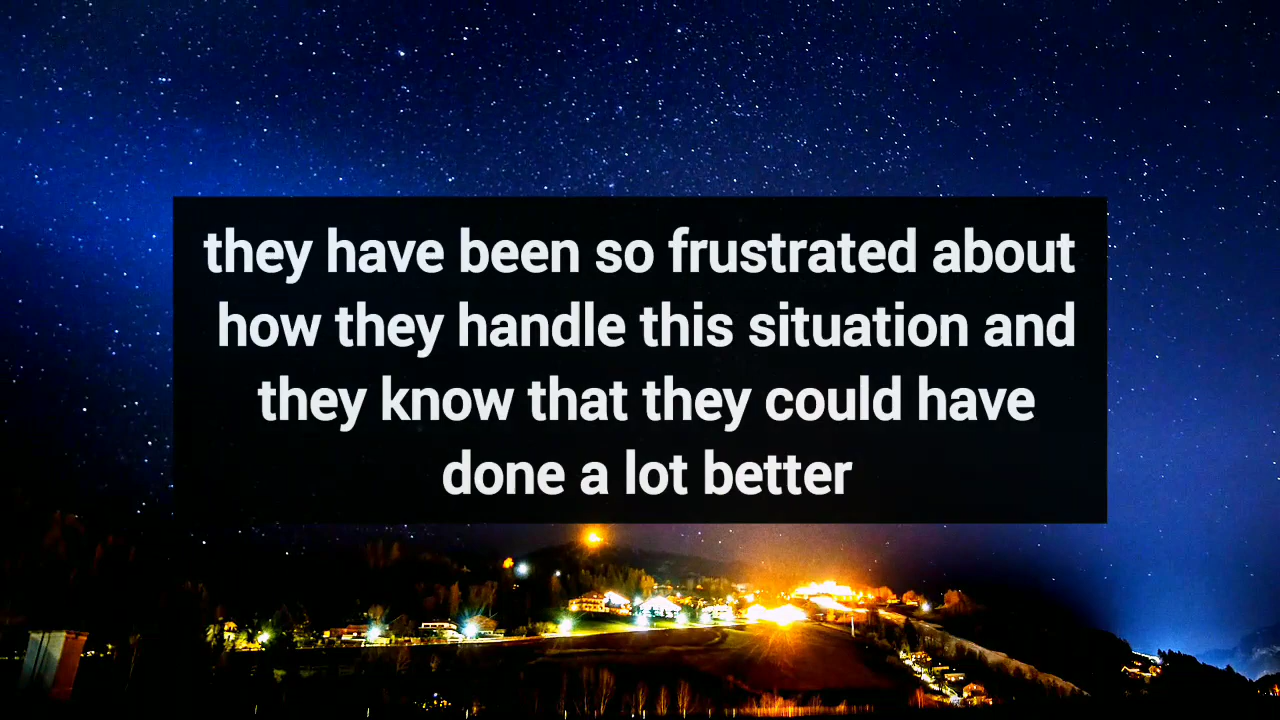 they have been so frustrated about
how they handle this situation and
they know that they could have
done a lot better